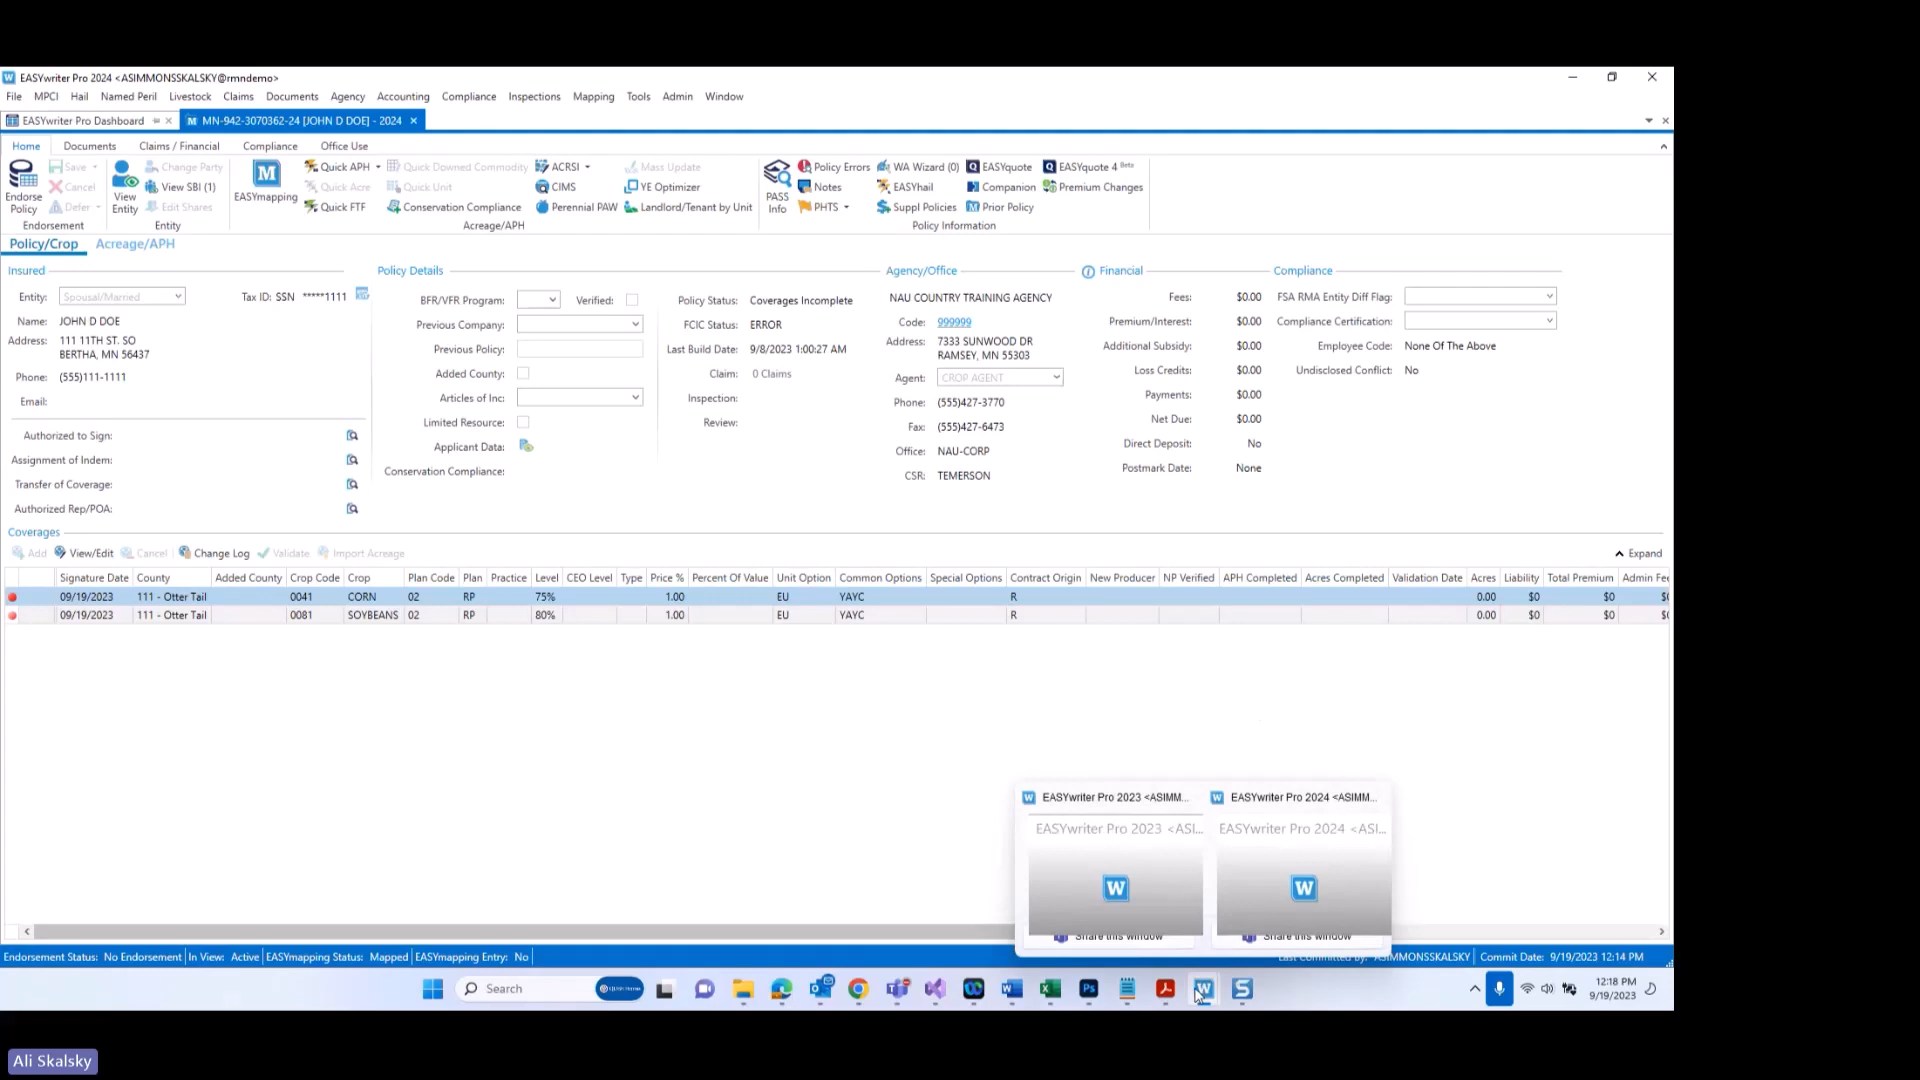 EASYwriter Pro 2024 <ASIMMONSSKALSKY@rmndemo>
File MPCI Hail Named Peril Livestock Claims Documents Agency Accounting Compliance Inspections Mapping Tools Admin Window
EASYwriter Pro Dashboard MN-942-3070362-24 [JOHN D DOE] - 2024
Home Documents Claims / Financial Compliance Office Use
Save Change Party Quick APH Quick Downed Commodity ACRSI Mass Update Policy Errors WA Wizard (0) EASYquote EASYquote 4 Beta
Cancel View SBI (1) Quick Acre Quick Unit CIMS YE Optimizer Notes EASYhail Companion Premium Changes
Endorse Policy Defer View Entity Edit Shares EASYmapping Quick FTF Conservation Compliance Perennial PAW Landlord/Tenant by Unit PASS Info PHTS Suppl Policies Prior Policy
Endorsement Entity Acreage/APH Policy Information
Policy/Crop Acreage/APH
Insured
Entity: Spousal/Married Tax ID: SSN *****1111
Name: JOHN D DOE
Address: 111 11TH ST. SO
BERTHA, MN 56437
Phone: (555)111-1111
Email:
Authorized to Sign:
Assignment of Indem:
Transfer of Coverage:
Authorized Rep/POA:
Policy Details
BFR/VFR Program: Verified:
Previous Company:
Previous Policy:
Added County:
Articles of Inc:
Limited Resource:
Applicant Data:
Conservation Compliance:
Policy Status: Coverages Incomplete
FCIC Status: ERROR
Last Build Date: 9/8/2023 1:00:27 AM
Claim: 0 Claims
Inspection:
Review:
Agency/Office
NAU COUNTRY TRAINING AGENCY
Code: 999999
Address: 7333 SUNWOOD DR
RAMSEY, MN 55303
Agent: CROP AGENT
Phone: (555)427-3770
Fax: (555)427-6473
Office: NAU-CORP
CSR: TEMERSON
Financial
Fees: $0.00
Premium/Interest: $0.00
Additional Subsidy: $0.00
Loss Credits: $0.00
Payments: $0.00
Net Due: $0.00
Direct Deposit: No
Postmark Date: None
Compliance
FSA RMA Entity Diff Flag:
Compliance Certification:
Employee Code: None Of The Above
Undisclosed Conflict: No
Coverages
Add View/Edit Cancel Change Log Validate Import Acreage Expand
Signature Date County Added County Crop Code Crop Plan Code Plan Practice Level CEO Level Type Price % Percent Of Value Unit Option Common Options Special Options Contract Origin New Producer NP Verified APH Completed Acres Completed Validation Date Acres Liability Total Premium Admin Fe
09/19/2023 111 - Otter Tail 0041 CORN 02 RP 75% 1.00 EU YAYC R 0.00 $0 $0
09/19/2023 111 - Otter Tail 0081 SOYBEANS 02 RP 80% 1.00 EU YAYC R 0.00 $0 $0
EASYwriter Pro 2023 <ASIMM... EASYwriter Pro 2024 <ASIMM...
EASYwriter Pro 2023 <ASI... EASYwriter Pro 2024 <ASI...
Share this window Share this window
Endorsement Status: No Endorsement In View: Active EASYmapping Status: Mapped EASYmapping Entry: No Last Committed By: ASIMMONSSKALSKY Commit Date: 9/19/2023 12:14 PM
Search
12:18 PM
9/19/2023
Ali Skalsky